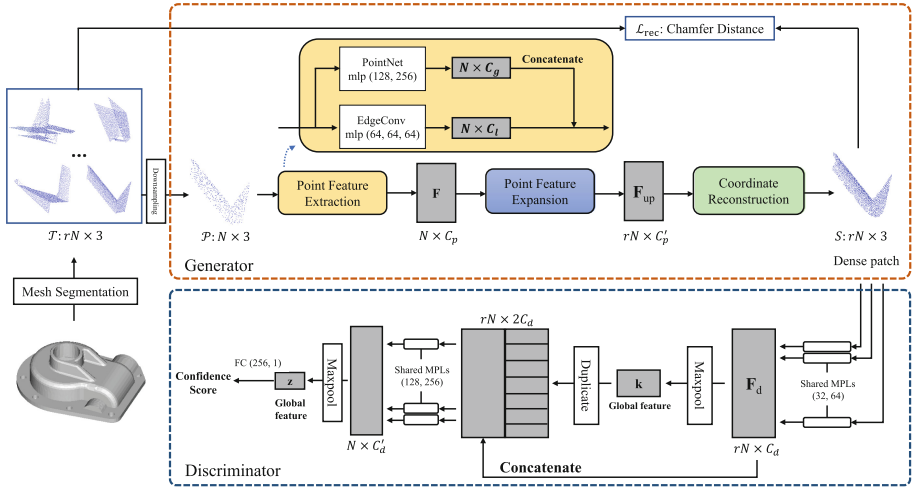 ℒrec: Chamfer Distance
PointNet
mlp (128, 256)
N × Cg
Concatenate
EdgeConv
mlp (64, 64, 64)
N × Cl
...
𝒯: rN × 3
Downsampling
𝒫: N × 3
Point Feature
Extraction
F
N × Cp
Point Feature
Expansion
Fup
rN × C′p
Coordinate
Reconstruction
S: rN × 3
Dense patch
Generator
Mesh Segmentation
Confidence
Score
FC (256, 1)
z
Global
feature
Maxpool
N × C′d
Shared MPLs
(128, 256)
rN × 2Cd
Duplicate
k
Global feature
Maxpool
Fd
rN × Cd
Shared MPLs
(32, 64)
Concatenate
Discriminator